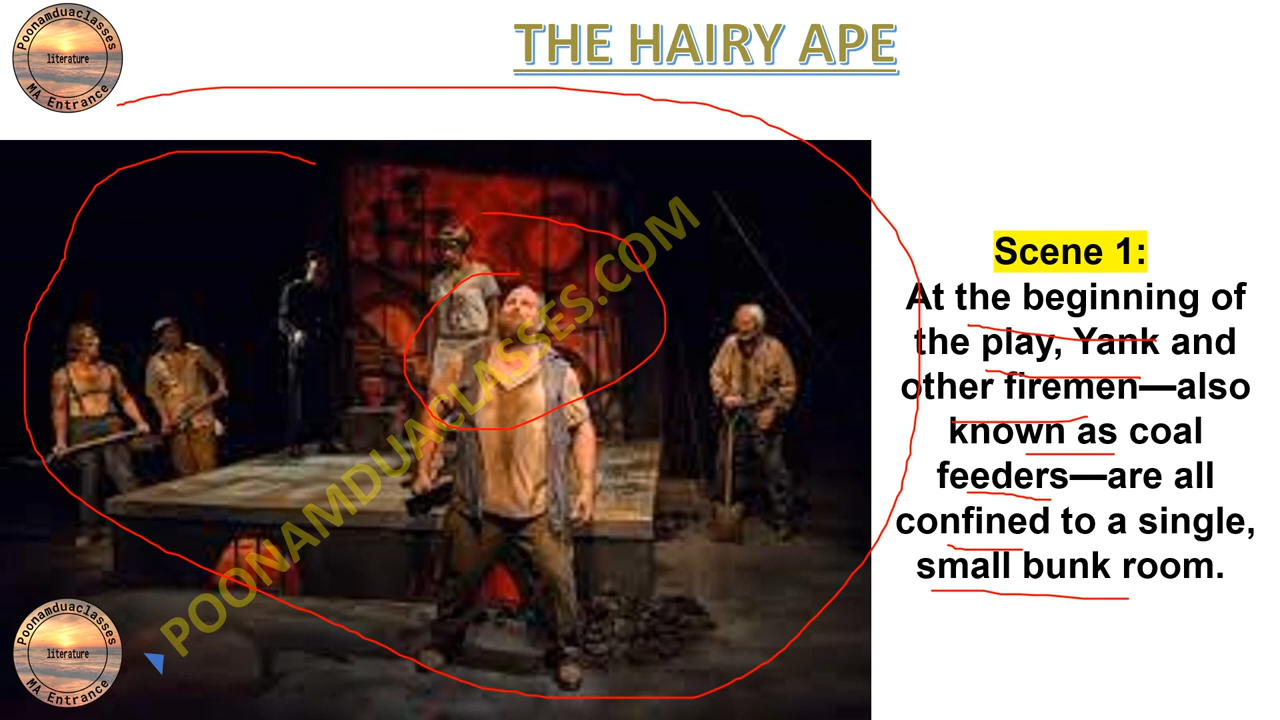 Poonamduaclasses
literature
MA Entrance
THE HAIRY APE
Scene 1:
At the beginning of
the play, Yank and
other firemen—also
known as coal
feeders—are all
confined to a single,
small bunk room.
POONAMDUACLASSES.COM
Poonamduaclasses
literature
MA Entrance